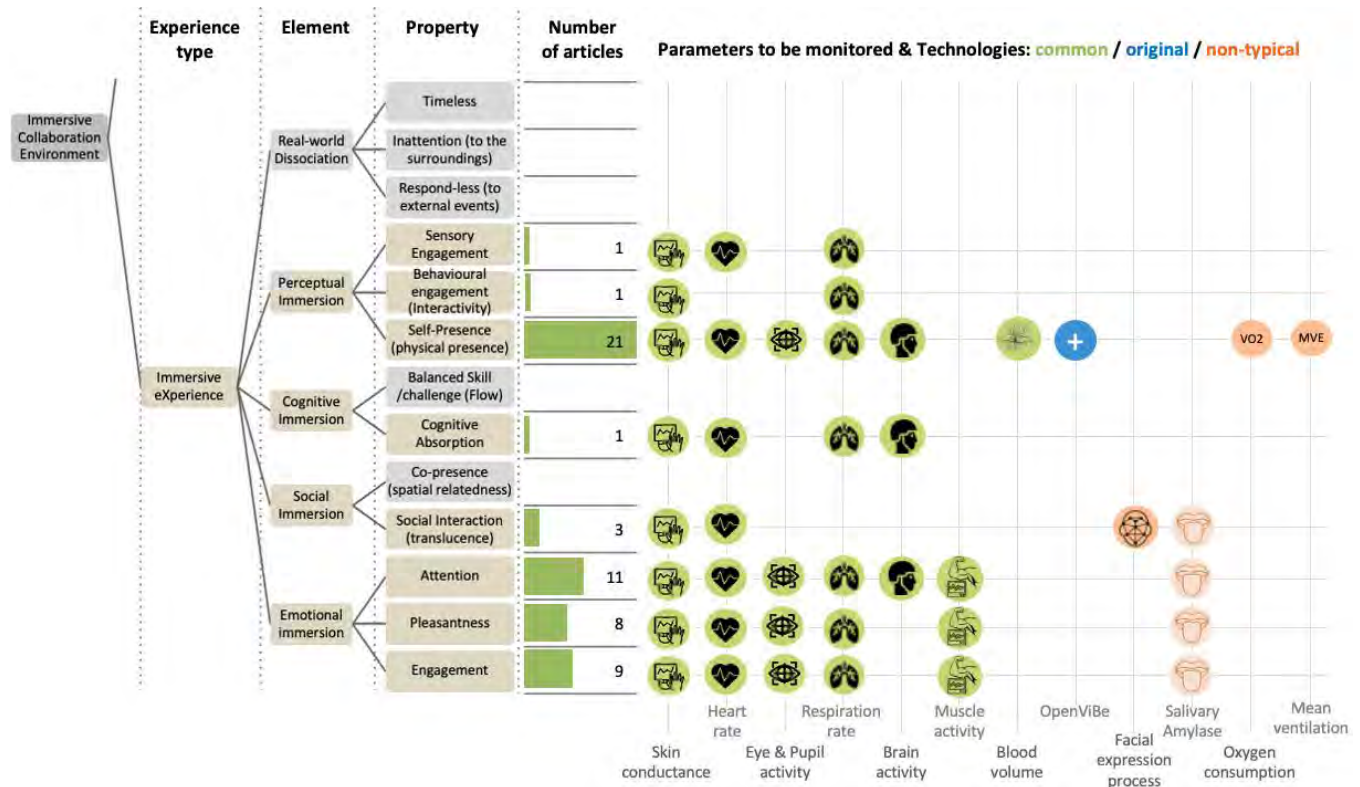 Experience
type
Element
Property
Number
of articles
Parameters to be monitored & Technologies: common / original / non-typical
Immersive
Collaboration
Environment
Immersive
eXperience
Real-world
Dissociation
Timeless
Inattention (to the
surroundings)
Respond-less (to
external events)
Perceptual
Immersion
Sensory
Engagement
1
Behavioural
engagement
(Interactivity)
1
Self-Presence
(physical presence)
21
+
VO2
MVE
Cognitive
Immersion
Balanced Skill
/challenge (Flow)
Cognitive
Absorption
1
Social
Immersion
Co-presence
(spatial relatedness)
Social Interaction
(translucence)
3
Emotional
immersion
Attention
11
Pleasantness
8
Engagement
9
Skin
conductance
Heart
rate
Eye & Pupil
activity
Respiration
rate
Brain
activity
Muscle
activity
Blood
volume
OpenViBe
Facial
expression
process
Salivary
Amylase
Oxygen
consumption
Mean
ventilation